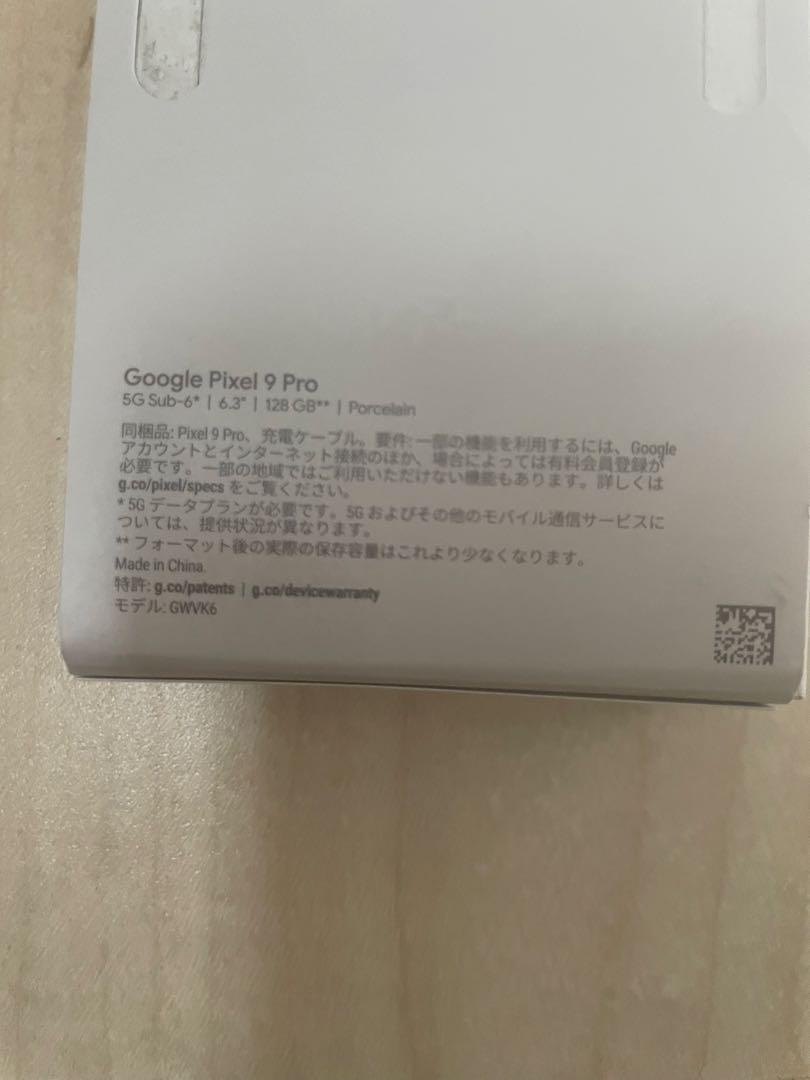 Google Pixel 9 Pro
5G Sub-6* | 6.3" | 128 GB** | Porcelain
同梱品: Pixel 9 Pro、充電ケーブル。要件: 一部の機能を利用するには、Google
アカウントとインターネット接続のほか、場合によっては有料会員登録が
必要です。一部の地域ではご利用いただけない機能もあります。詳しくは
g.co/pixel/specs をご覧ください。
* 5G データプランが必要です。5G およびその他のモバイル通信サービスに
ついては、提供状況が異なります。
** フォーマット後の実際の保存容量はこれより少なくなります。
Made in China.
特許: g.co/patents | g.co/devicewarranty
モデル: GWVK6